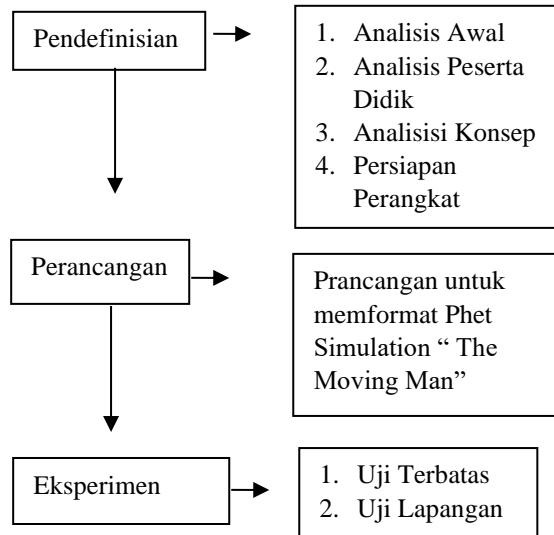 Pendefinisian
1. Analisis Awal
2. Analisis Peserta
Didik
3. Analisisi Konsep
4. Persiapan
Perangkat
Perancangan
Prancangan untuk
memformat Phet
Simulation “ The
Moving Man”
Eksperimen
1. Uji Terbatas
2. Uji Lapangan